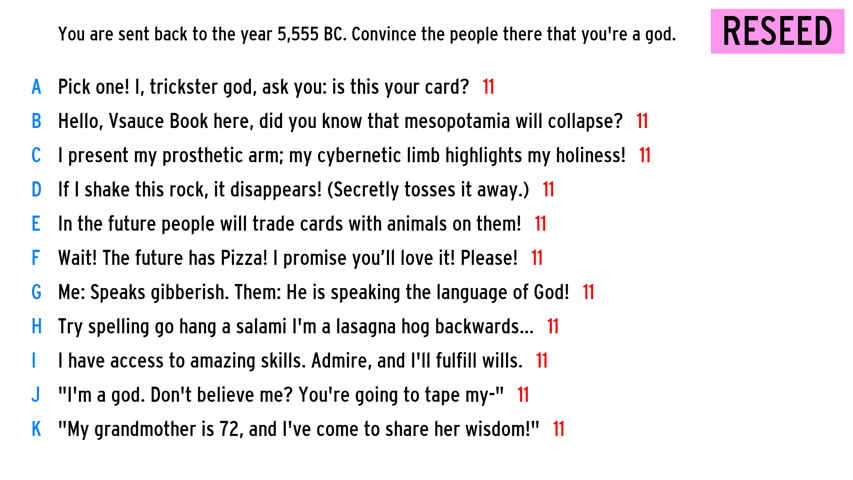 You are sent back to the year 5,555 BC. Convince the people there that you're a god.
RESEED
A Pick one! I, trickster god, ask you: is this your card? 11
B Hello, Vsauce Book here, did you know that mesopotamia will collapse? 11
C I present my prosthetic arm; my cybernetic limb highlights my holiness! 11
D If I shake this rock, it disappears! (Secretly tosses it away.) 11
E In the future people will trade cards with animals on them! 11
F Wait! The future has Pizza! I promise you’ll love it! Please! 11
G Me: Speaks gibberish. Them: He is speaking the language of God! 11
H Try spelling go hang a salami I'm a lasagna hog backwards... 11
I I have access to amazing skills. Admire, and I'll fulfill wills. 11
J "I'm a god. Don't believe me? You're going to tape my-" 11
K "My grandmother is 72, and I've come to share her wisdom!" 11